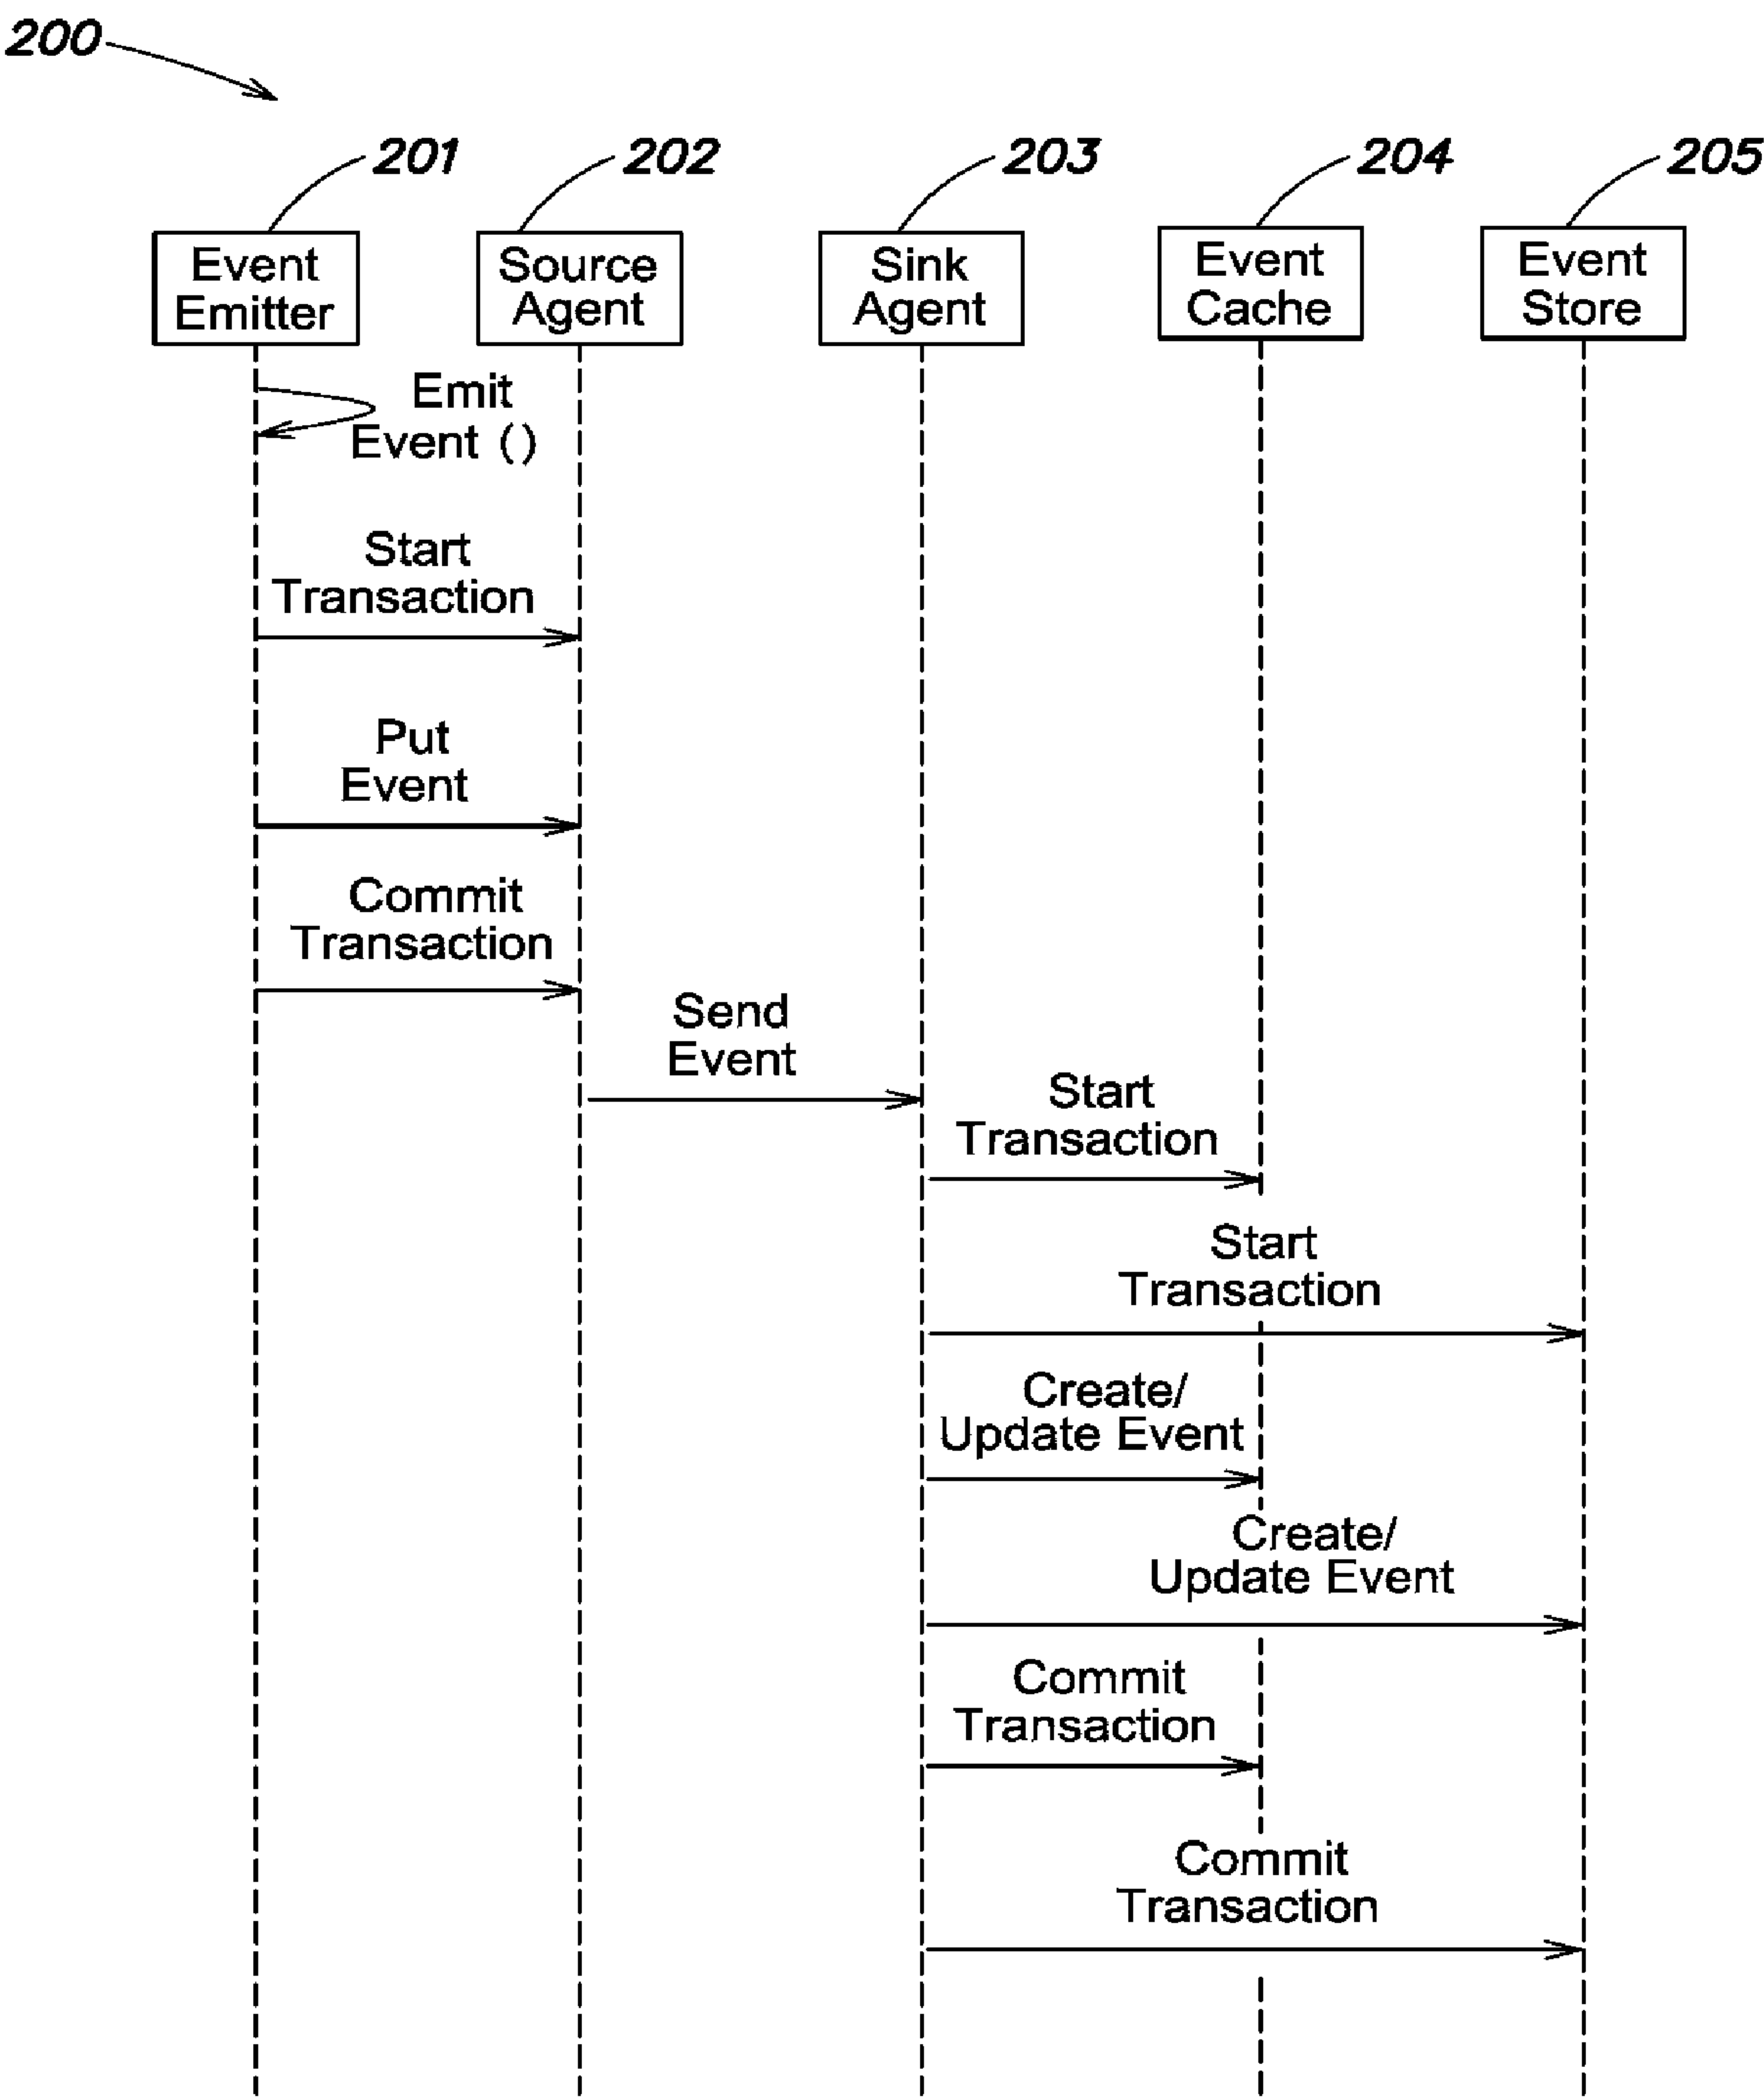 200
201
202
203
204
205
Event
Emitter
Source
Agent
Sink
Agent
Event
Cache
Event
Store
Emit
Event ()
Start
Transaction
Put
Event
Commit
Transaction
Send
Event
Start
Transaction
Start
Transaction
Create/
Update Event
Create/
Update Event
Commit
Transaction
Commit
Transaction